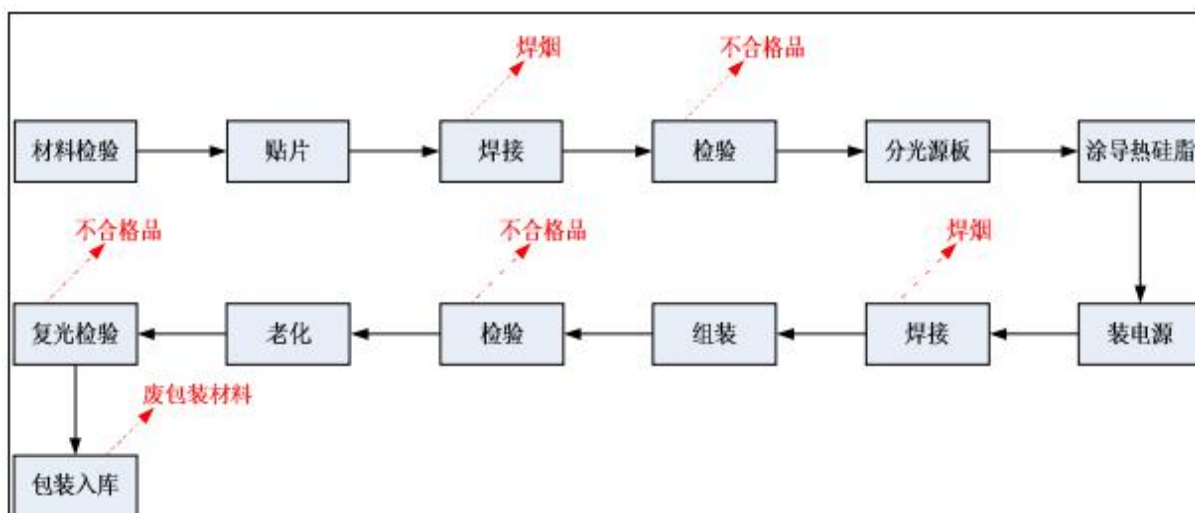 焊烟
不合格品
材料检验
贴片
焊接
检验
分光源板
涂导热硅脂
不合格品
不合格品
焊烟
复光检验
老化
检验
组装
焊接
装电源
废包装材料
包装入库